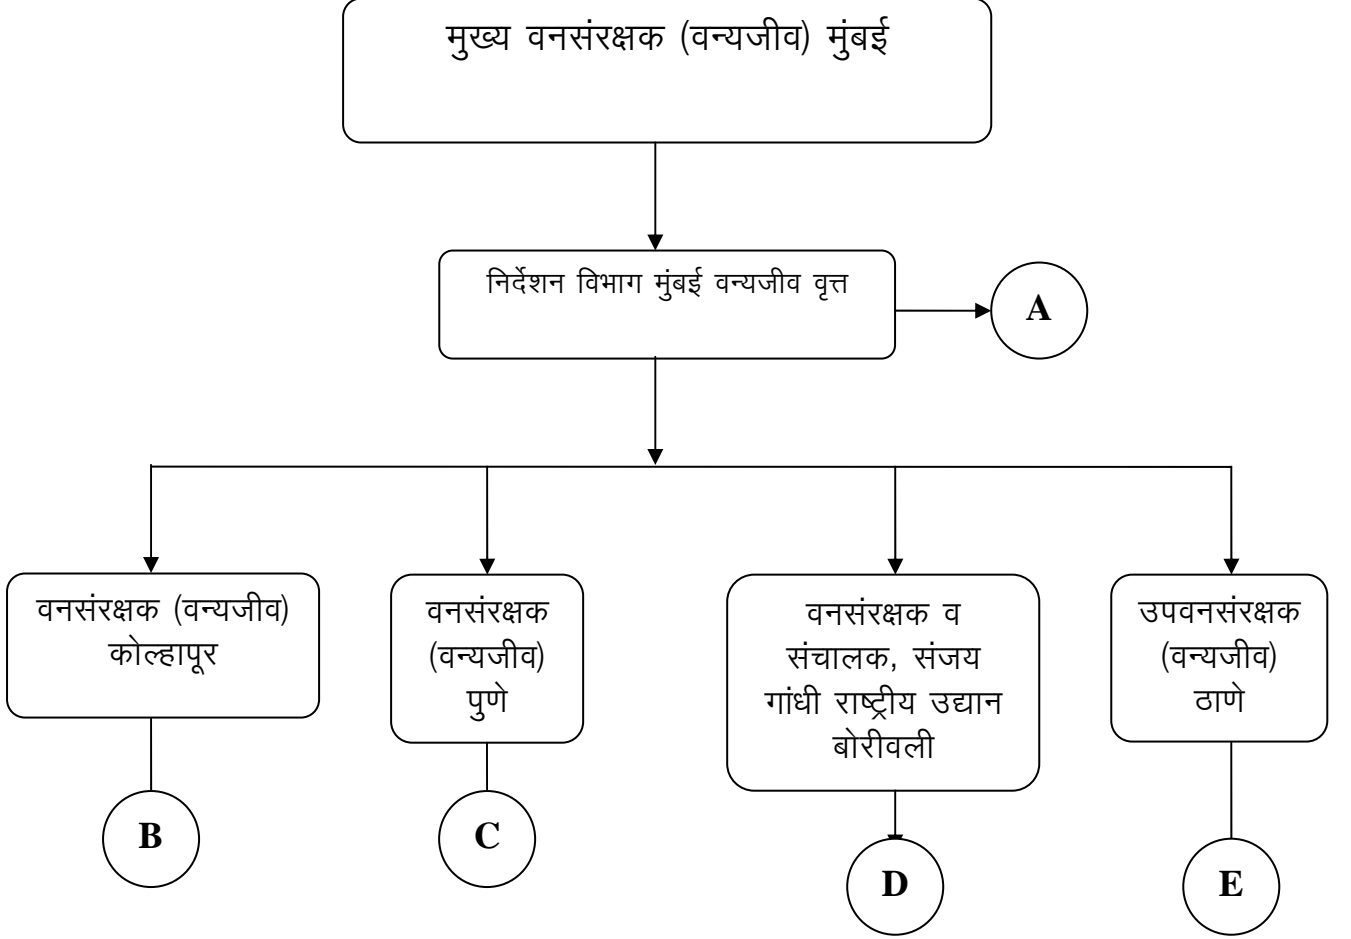 मुख्य वनसंरक्षक (वन्यजीव) मुंबई
निर्देशन विभाग मुंबई वन्यजीव वृत्त
A
वनसंरक्षक (वन्यजीव)
कोल्हापूर
वनसंरक्षक
(वन्यजीव)
पुणे
वनसंरक्षक व
संचालक, संजय
गांधी राष्ट्रीय उद्यान
बोरीवली
उपवनसंरक्षक
(वन्यजीव)
ठाणे
B
C
D
E